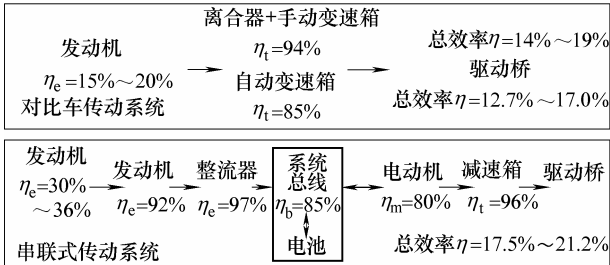 离合器+手动变速箱
发动机
ηt=94%
总效率η=14%～19%
ηe=15%～20%
自动变速箱
驱动桥
对比车传动系统
ηt=85%
总效率η=12.7%～17.0%
发动机
ηe=30%
～36%
发动机
ηe=92%
整流器
ηe=97%
系统
总线
ηb=85%
电池
电动机
ηm=80%
减速箱
ηt=96%
驱动桥
串联式传动系统
总效率η=17.5%～21.2%